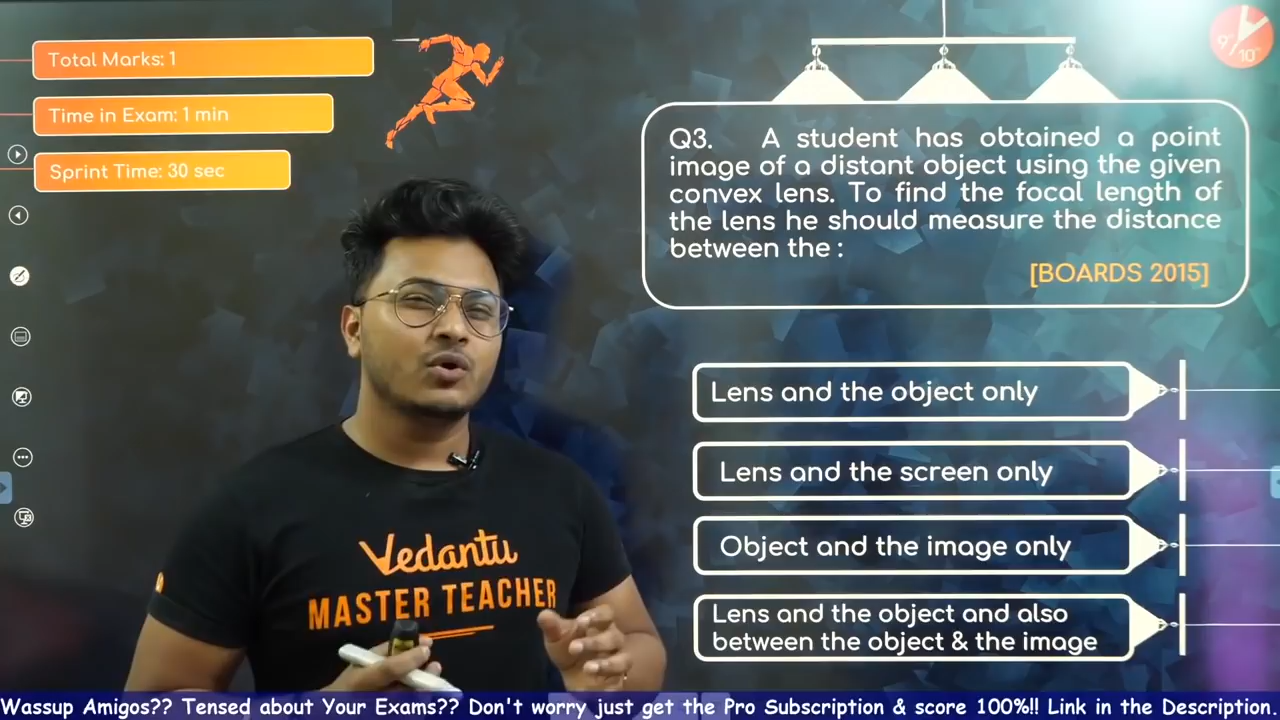 Total Marks: 1
Time in Exam: 1 min
Sprint Time: 30 sec
9th
10th
Q3. A student has obtained a point
image of a distant object using the given
convex lens. To find the focal length of
the lens he should measure the distance
between the :
[BOARDS 2015]
Lens and the object only
Lens and the screen only
Object and the image only
Lens and the object and also
between the object & the image
Vedantu
MASTER TEACHER
Wassup Amigos?? Tensed about Your Exams?? Don't worry just get the Pro Subscription & score 100%!! Link in the Description.